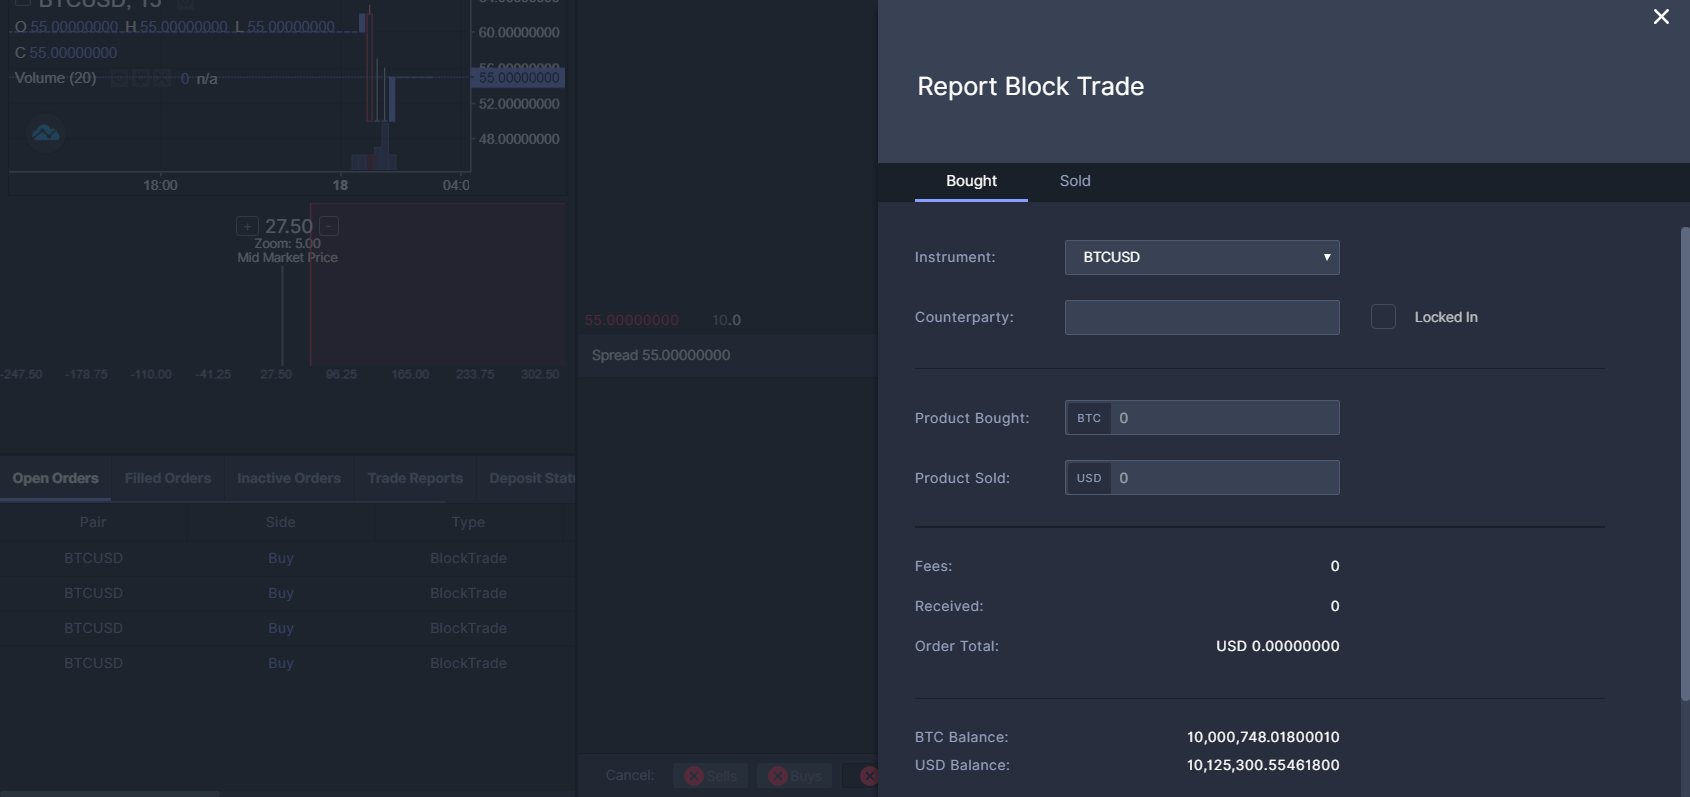 BTCUSD, 15
O 55.00000000 H 55.00000000 L 55.00000000
C 55.00000000
Volume (20) 0 n/a
60.00000000
56.00000000
55.00000000
52.00000000
48.00000000
18:00 18 04:0
+ 27.50 -
Zoom: 5.00
Mid Market Price
-247.50 -178.75 -110.00 -41.25 27.50 96.25 165.00 233.75 302.50
55.00000000 10.0
Spread 55.00000000
Open Orders Filled Orders Inactive Orders Trade Reports Deposit Stat
Pair Side Type
BTCUSD Buy BlockTrade
BTCUSD Buy BlockTrade
BTCUSD Buy BlockTrade
BTCUSD Buy BlockTrade
Cancel: Sells Buys
Report Block Trade
Bought Sold
Instrument: BTCUSD
Counterparty: Locked In
Product Bought: BTC 0
Product Sold: USD 0
Fees: 0
Received: 0
Order Total: USD 0.00000000
BTC Balance: 10,000,748.01800010
USD Balance: 10,125,300.55461800